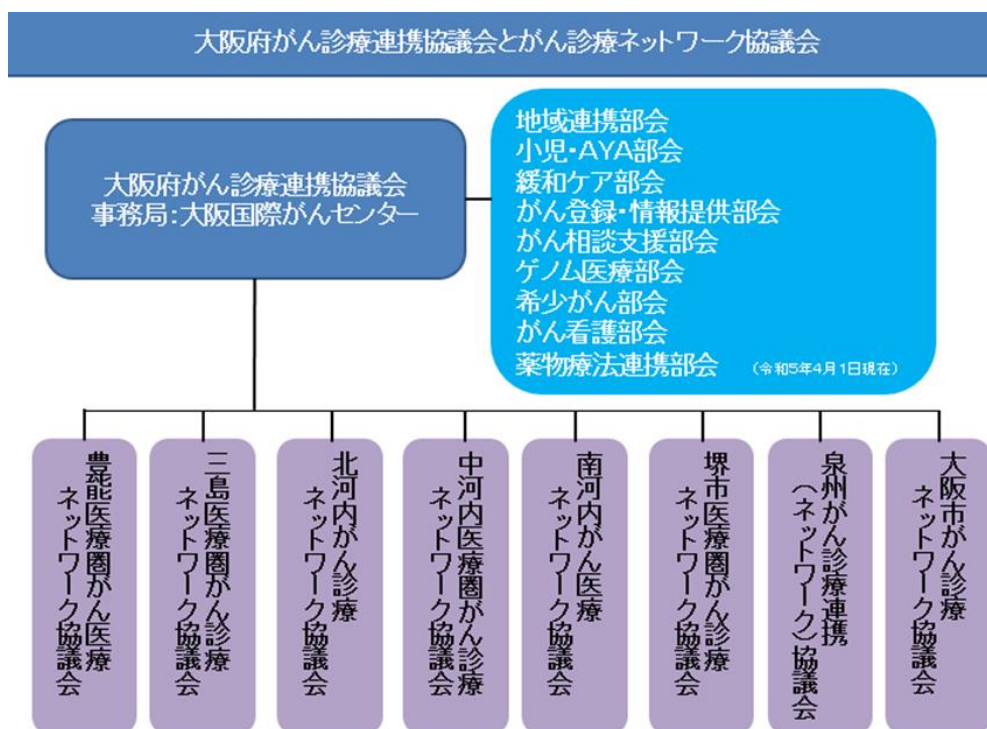 大阪府がん診療連携協議会とがん診療ネットワーク協議会
大阪府がん診療連携協議会
事務局:大阪国際がんセンター
地域連携部会
小児・AYA部会
緩和ケア部会
がん登録・情報提供部会
がん相談支援部会
ゲノム医療部会
希少がん部会
がん看護部会
薬物療法連携部会 (令和5年4月1日現在)
豊能医療圏がん医療
ネットワーク協議会
三島医療圏がん診療
ネットワーク協議会
北河内がん診療
ネットワーク協議会
中河内医療圏がん診療
ネットワーク協議会
南河内がん医療
ネットワーク協議会
堺市医療圏がん診療
ネットワーク協議会
泉州がん診療連携
(ネットワーク)協議会
大阪市がん診療
ネットワーク協議会